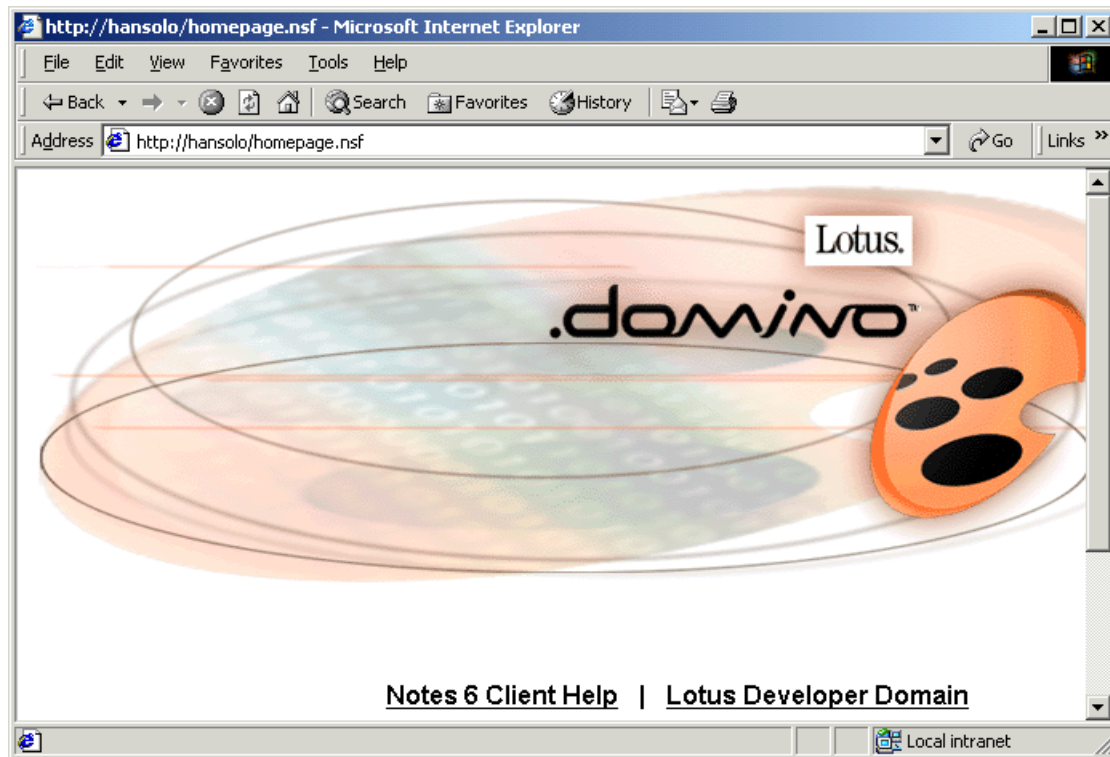 http://hansolo/homepage.nsf - Microsoft Internet Explorer
File Edit View Favorites Tools Help
Back Search Favorites History
Address http://hansolo/homepage.nsf Go Links »
Lotus.
.domino™
Notes 6 Client Help | Lotus Developer Domain
Local intranet